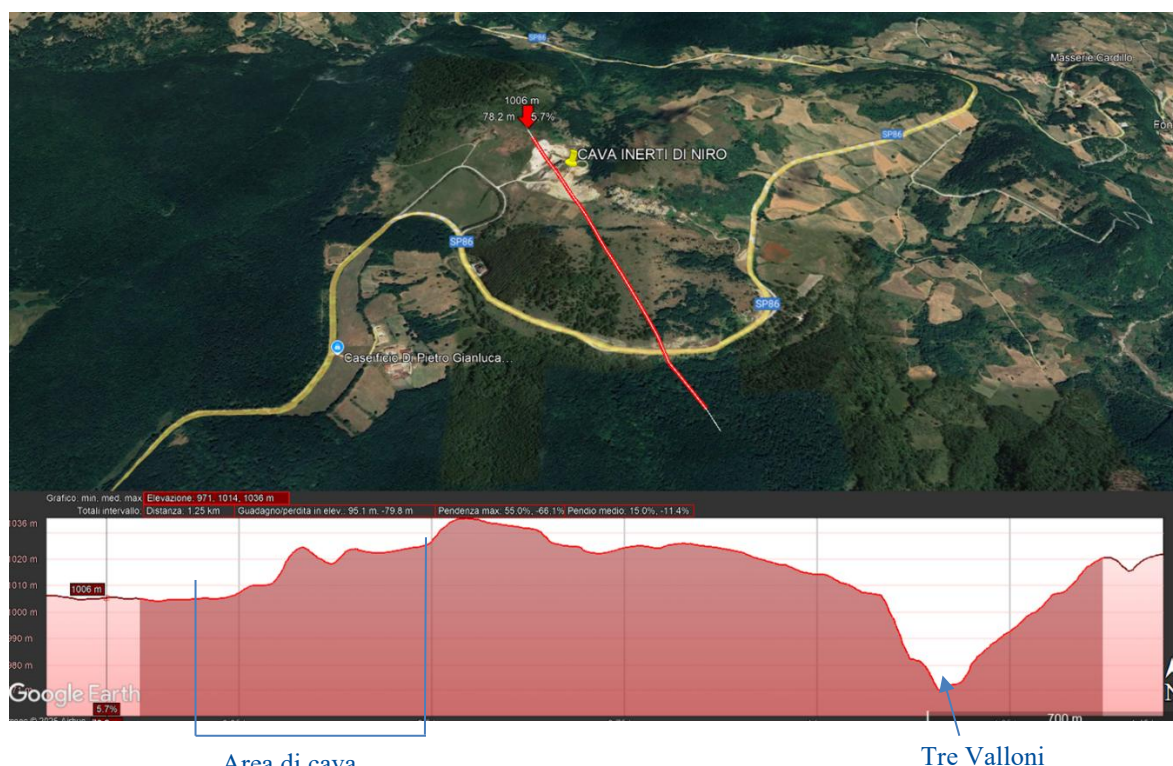 SP86
Masserie Cardillo
1006 m
78.2 m 5.7%
CAVA INERTI DI NIRO
SP86
SP86
SP86
Caseificio Di Pietro Gianluca...
Grafico: min. med. max Elevazione: 971, 1014, 1036 m
Totali intervallo: Distanza: 1.25 km Guadagno/perdita in elev.: 95.1 m, -79.8 m Pendenza max: 55.0%, -66.1% Pendio medio: 15.0%, -11.4%
1036 m
1020 m
1010 m
1006 m
1000 m
990 m
980 m
Google Earth
N
5.7%
700 m
Area di cava
Tre Valloni